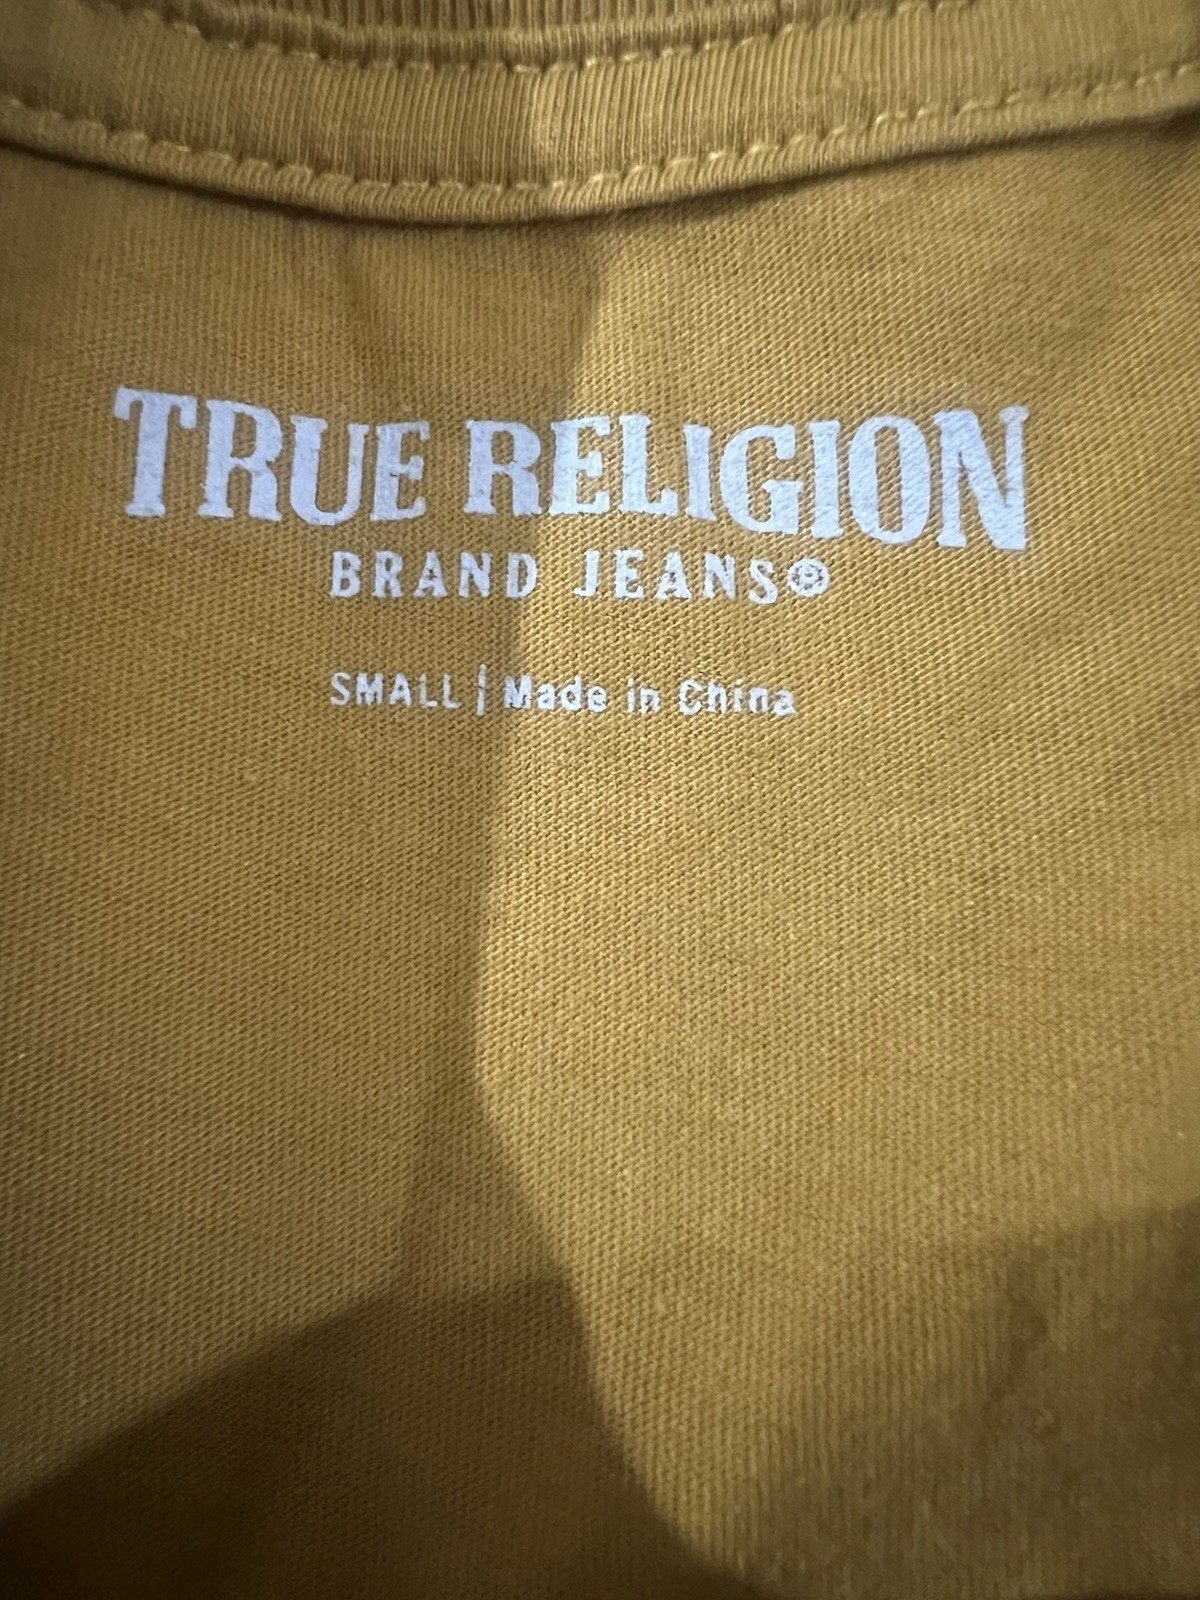 TRUE RELIGION
BRAND JEANS®
SMALL | Made in China